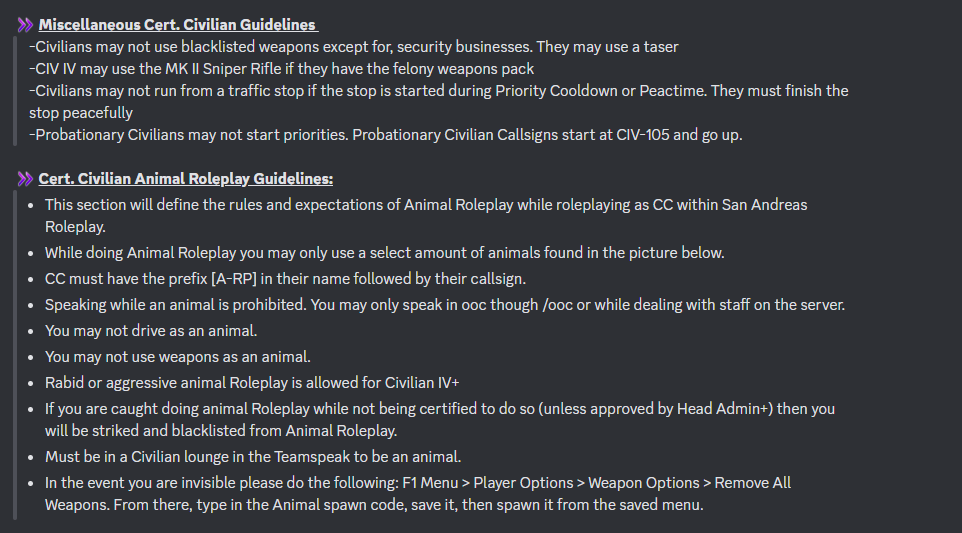 Miscellaneous Cert. Civilian Guidelines
-Civilians may not use blacklisted weapons except for, security businesses. They may use a taser
-CIV IV may use the MK II Sniper Rifle if they have the felony weapons pack
-Civilians may not run from a traffic stop if the stop is started during Priority Cooldown or Peactime. They must finish the
stop peacefully
-Probationary Civilians may not start priorities. Probationary Civilian Callsigns start at CIV-105 and go up.
Cert. Civilian Animal Roleplay Guidelines:
• This section will define the rules and expectations of Animal Roleplay while roleplaying as CC within San Andreas
Roleplay.
• While doing Animal Roleplay you may only use a select amount of animals found in the picture below.
• CC must have the prefix [A-RP] in their name followed by their callsign.
• Speaking while an animal is prohibited. You may only speak in ooc though /ooc or while dealing with staff on the server.
• You may not drive as an animal.
• You may not use weapons as an animal.
• Rabid or aggressive animal Roleplay is allowed for Civilian IV+
• If you are caught doing animal Roleplay while not being certified to do so (unless approved by Head Admin+) then you
will be striked and blacklisted from Animal Roleplay.
• Must be in a Civilian lounge in the Teamspeak to be an animal.
• In the event you are invisible please do the following: F1 Menu > Player Options > Weapon Options > Remove All
Weapons. From there, type in the Animal spawn code, save it, then spawn it from the saved menu.